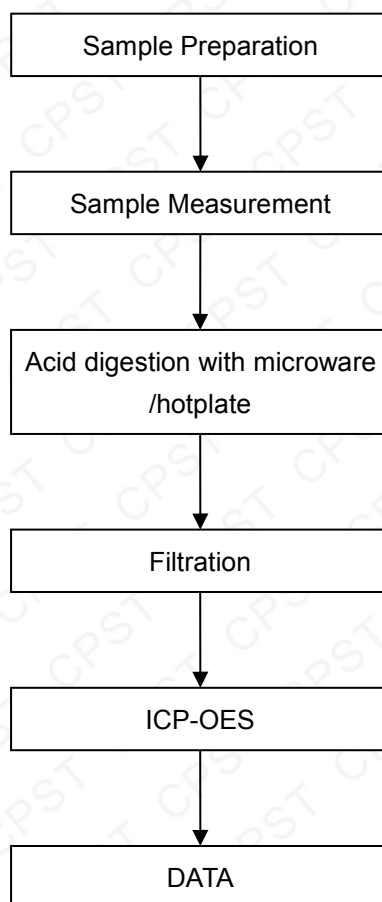 Sample Preparation
Sample Measurement
Acid digestion with microware
/hotplate
Filtration
ICP-OES
DATA